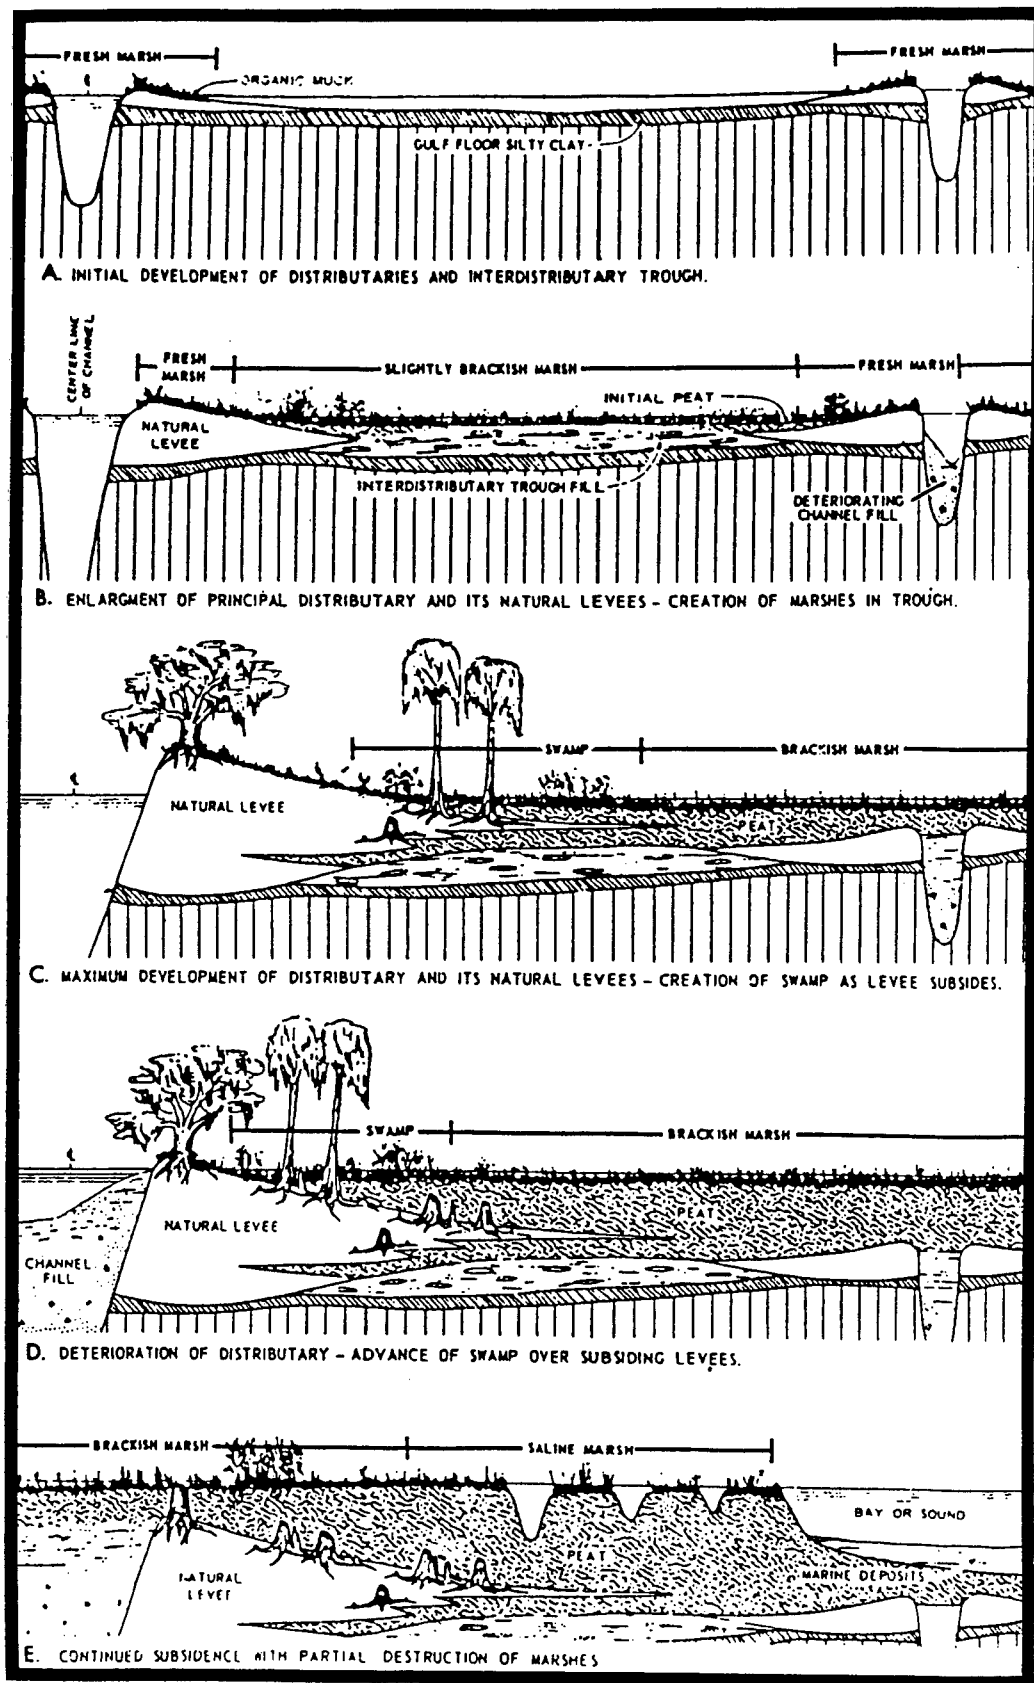 FRESH MARSH
FRESH MARSH
ORGANIC MUCK
GULF FLOOR SILTY CLAY
A. INITIAL DEVELOPMENT OF DISTRIBUTARIES AND INTERDISTRIBUTARY TROUGH.
CENTER LINE
OF CHANNEL
FRESH
MARSH
SLIGHTLY BRACKISH MARSH
FRESH MARSH
INITIAL PEAT
NATURAL
LEVEE
INTERDISTRIBUTARY TROUGH FILL
DETERIORATING
CHANNEL FILL
B. ENLARGMENT OF PRINCIPAL DISTRIBUTARY AND ITS NATURAL LEVEES - CREATION OF MARSHES IN TROUGH.
SWAMP
BRACKISH MARSH
NATURAL LEVEE
PEAT
C. MAXIMUM DEVELOPMENT OF DISTRIBUTARY AND ITS NATURAL LEVEES - CREATION OF SWAMP AS LEVEE SUBSIDES.
SWAMP
BRACKISH MARSH
PEAT
NATURAL LEVEE
CHANNEL
FILL
D. DETERIORATION OF DISTRIBUTARY - ADVANCE OF SWAMP OVER SUBSIDING LEVEES.
BRACKISH MARSH
SALINE MARSH
BAY OR SOUND
PEAT
MARINE DEPOSITS
NATURAL
LEVEE
E. CONTINUED SUBSIDENCE WITH PARTIAL DESTRUCTION OF MARSHES